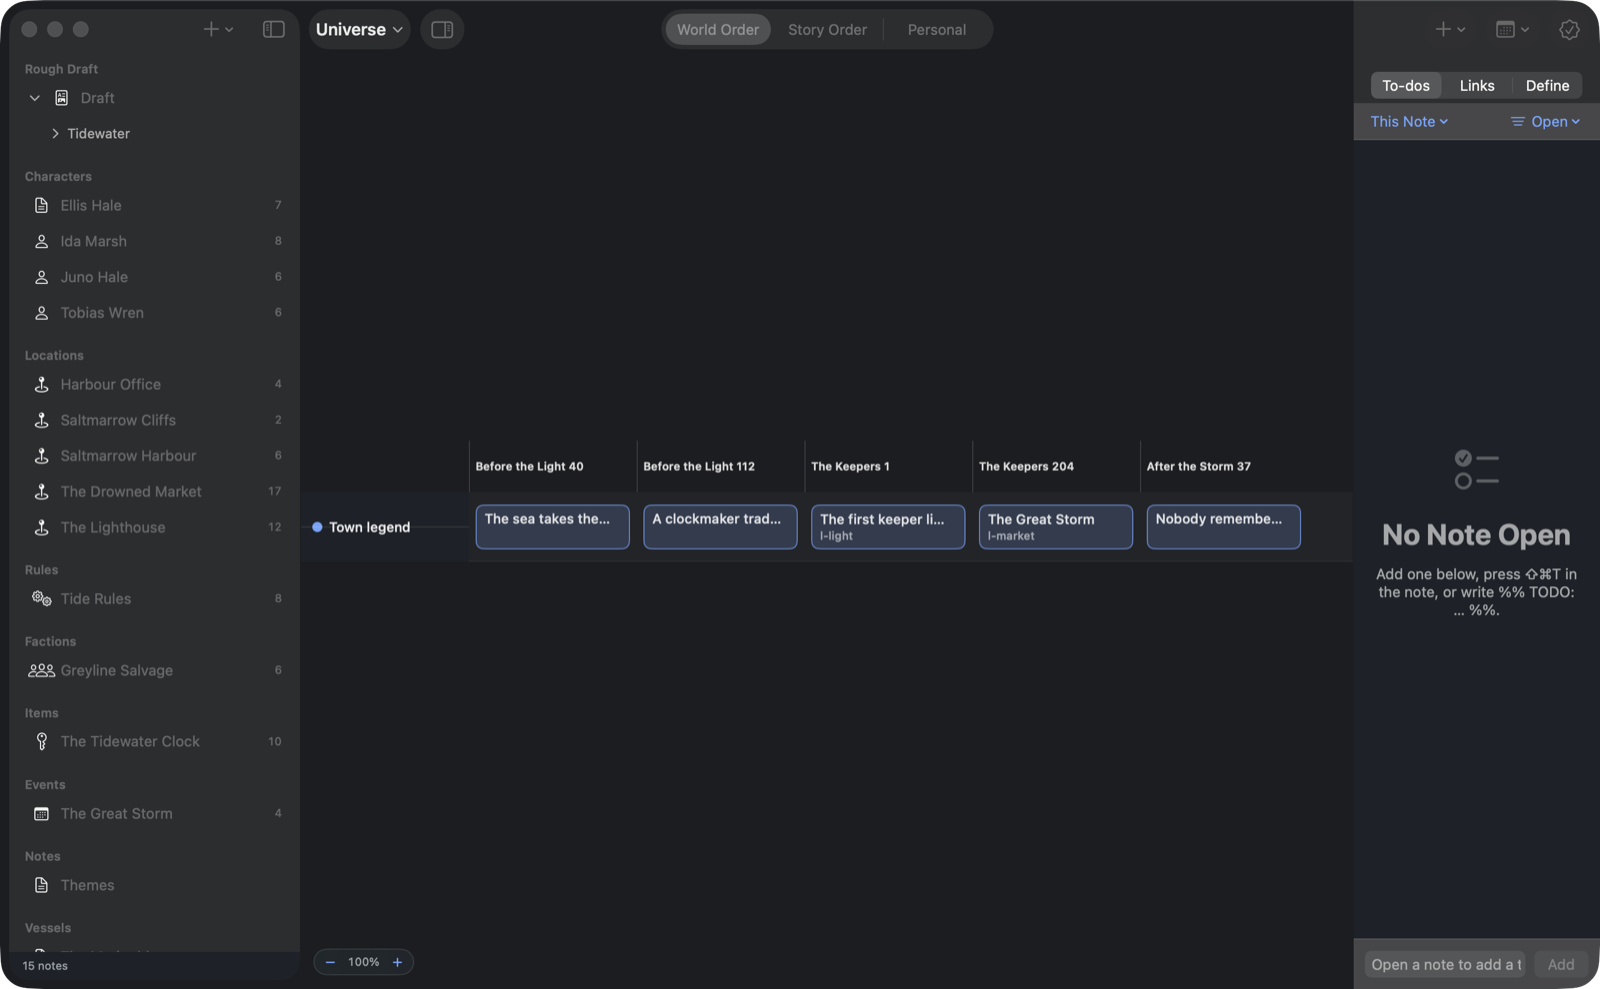 Universe
World Order
Story Order
Personal
Rough Draft
Draft
Tidewater
Characters
Ellis Hale 7
Ida Marsh 8
Juno Hale 6
Tobias Wren 6
Locations
Harbour Office 4
Saltmarrow Cliffs 2
Saltmarrow Harbour 6
The Drowned Market 17
The Lighthouse 12
Rules
Tide Rules 8
Factions
Greyline Salvage 6
Items
The Tidewater Clock 10
Events
The Great Storm 4
Notes
Themes
Vessels
15 notes
Before the Light 40
Before the Light 112
The Keepers 1
The Keepers 204
After the Storm 37
Town legend
The sea takes the...
A clockmaker trad...
The first keeper li...
l-light
The Great Storm
l-market
Nobody remembe...
− 100% +
To-dos
Links
Define
This Note
Open
No Note Open
Add one below, press ⇧⌘T in
the note, or write %% TODO:
... %%.
Open a note to add a t
Add